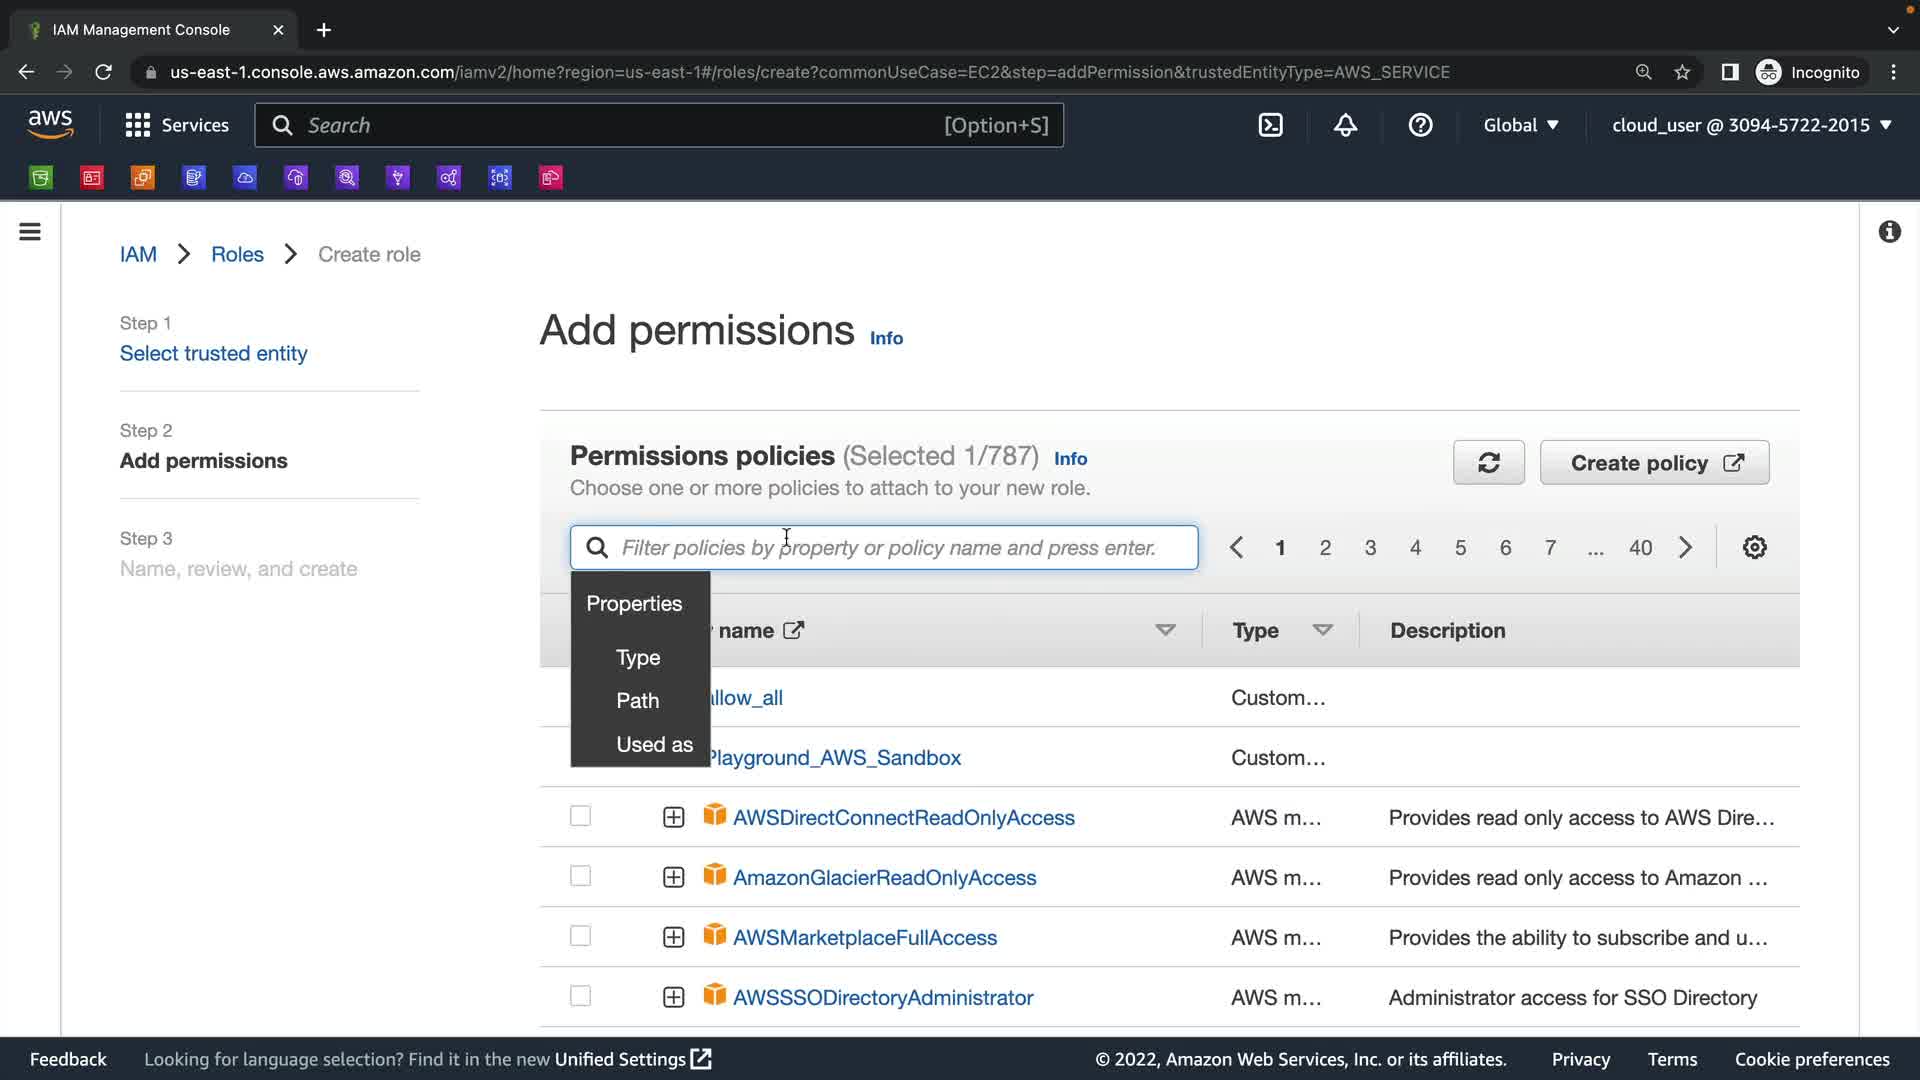 IAM Management Console
us-east-1.console.aws.amazon.com/iamv2/home?region=us-east-1#/roles/create?commonUseCase=EC2&step=addPermission&trustedEntityType=AWS_SERVICE
Incognito
aws
Services
Search
[Option+S]
Global
cloud_user @ 3094-5722-2015
IAM
Roles
Create role
Step 1
Select trusted entity
Step 2
Add permissions
Step 3
Name, review, and create
Add permissions Info
Permissions policies (Selected 1/787) Info
Choose one or more policies to attach to your new role.
Create policy
Filter policies by property or policy name and press enter.
1 2 3 4 5 6 7 ... 40
Properties
Type
Path
Used as
name
Type
Description
llow_all
Custom...
Playground_AWS_Sandbox
Custom...
AWSDirectConnectReadOnlyAccess
AWS m...
Provides read only access to AWS Dire...
AmazonGlacierReadOnlyAccess
AWS m...
Provides read only access to Amazon ...
AWSMarketplaceFullAccess
AWS m...
Provides the ability to subscribe and u...
AWSSSODirectoryAdministrator
AWS m...
Administrator access for SSO Directory
Feedback
Looking for language selection? Find it in the new Unified Settings
© 2022, Amazon Web Services, Inc. or its affiliates.
Privacy
Terms
Cookie preferences